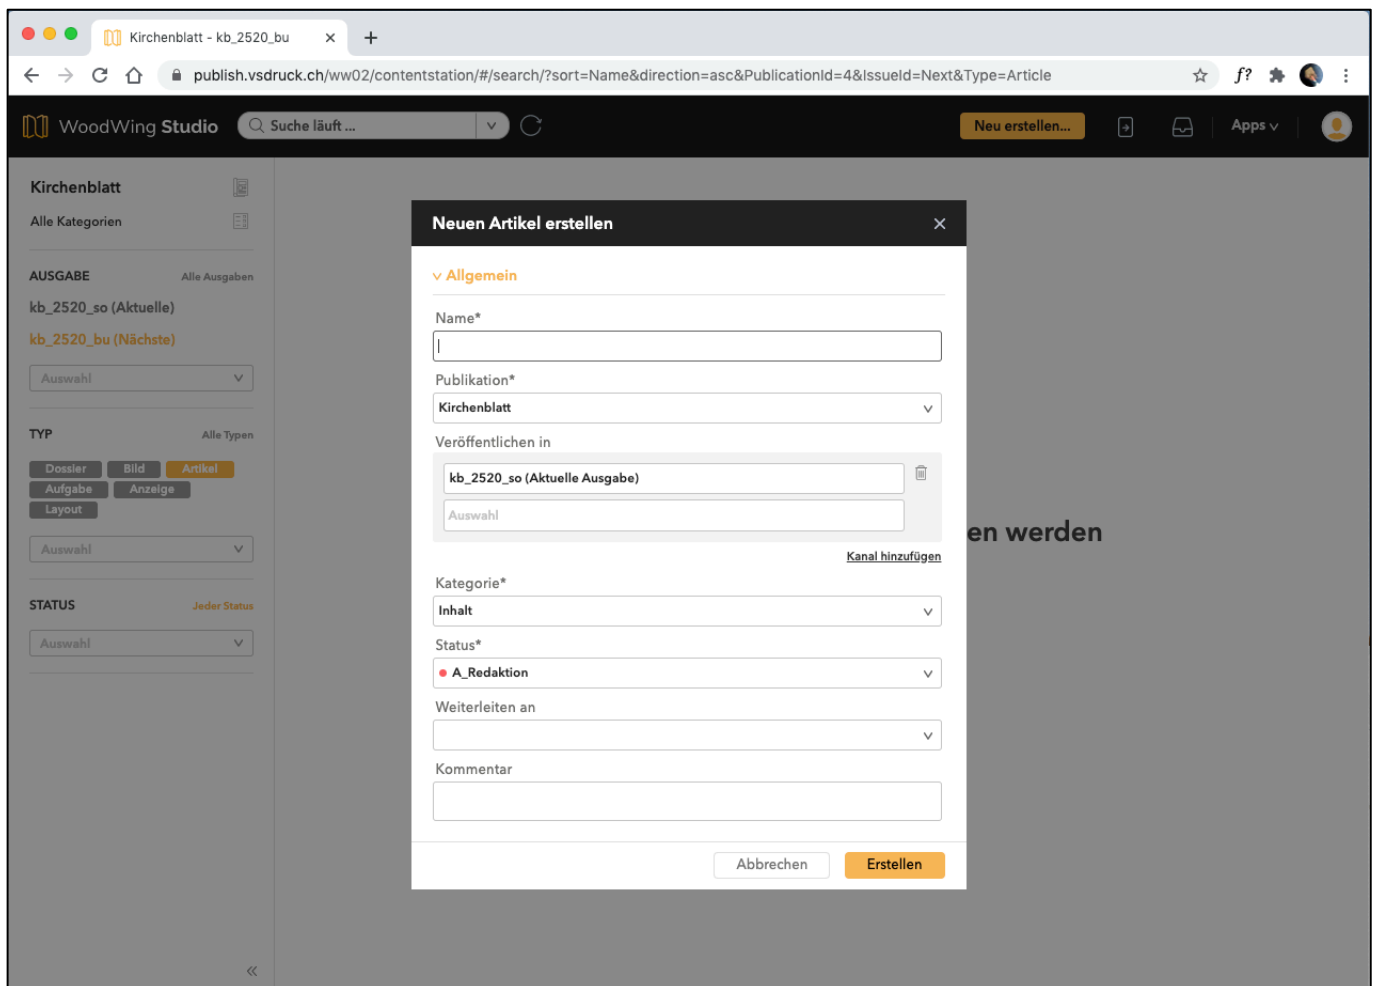 Kirchenblatt - kb_2520_bu
publish.vsdruck.ch/ww02/contentstation/#/search/?sort=Name&direction=asc&PublicationId=4&IssueId=Next&Type=Article
f?
WoodWing Studio
Suche läuft ...
Neu erstellen...
Apps
Kirchenblatt
Alle Kategorien
AUSGABE Alle Ausgaben
kb_2520_so (Aktuelle)
kb_2520_bu (Nächste)
Auswahl
TYP Alle Typen
Dossier Bild Artikel
Aufgabe Anzeige
Layout
Auswahl
STATUS Jeder Status
Auswahl
Neuen Artikel erstellen
Allgemein
Name*
Publikation*
Kirchenblatt
Veröffentlichen in
kb_2520_so (Aktuelle Ausgabe)
Auswahl
Kanal hinzufügen
Kategorie*
Inhalt
Status*
A_Redaktion
Weiterleiten an
Kommentar
Abbrechen Erstellen
en werden